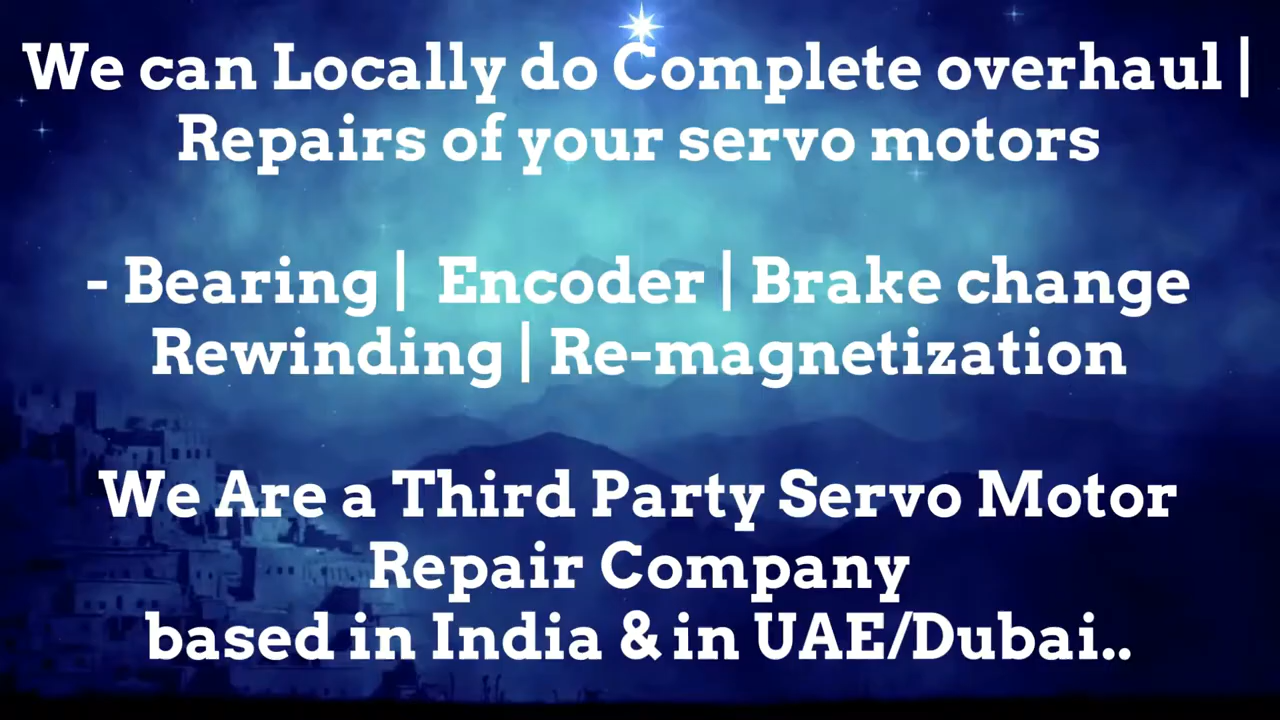 We can Locally do Complete overhaul |
Repairs of your servo motors
- Bearing | Encoder | Brake change
Rewinding | Re-magnetization
We Are a Third Party Servo Motor
Repair Company
based in India & in UAE/Dubai..